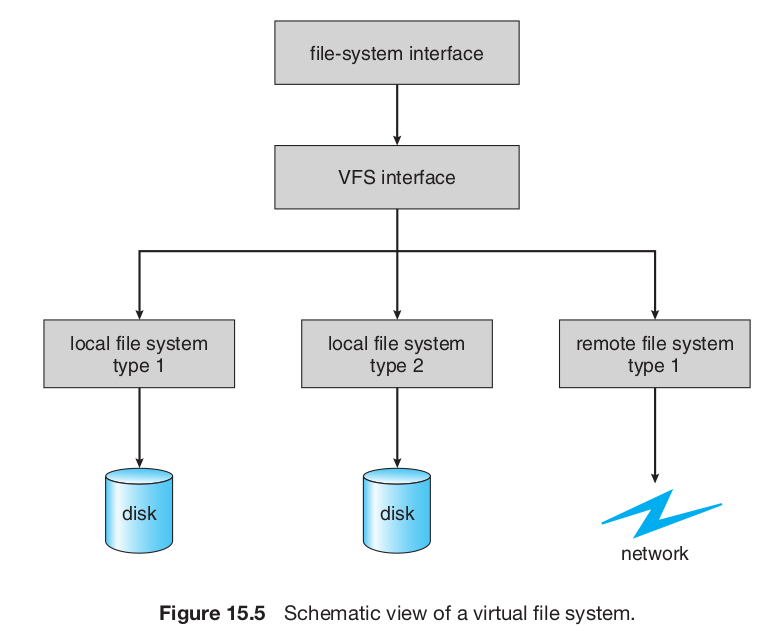 file-system interface
VFS interface
local file system
type 1
local file system
type 2
remote file system
type 1
disk
disk
network
Figure 15.5 Schematic view of a virtual file system.